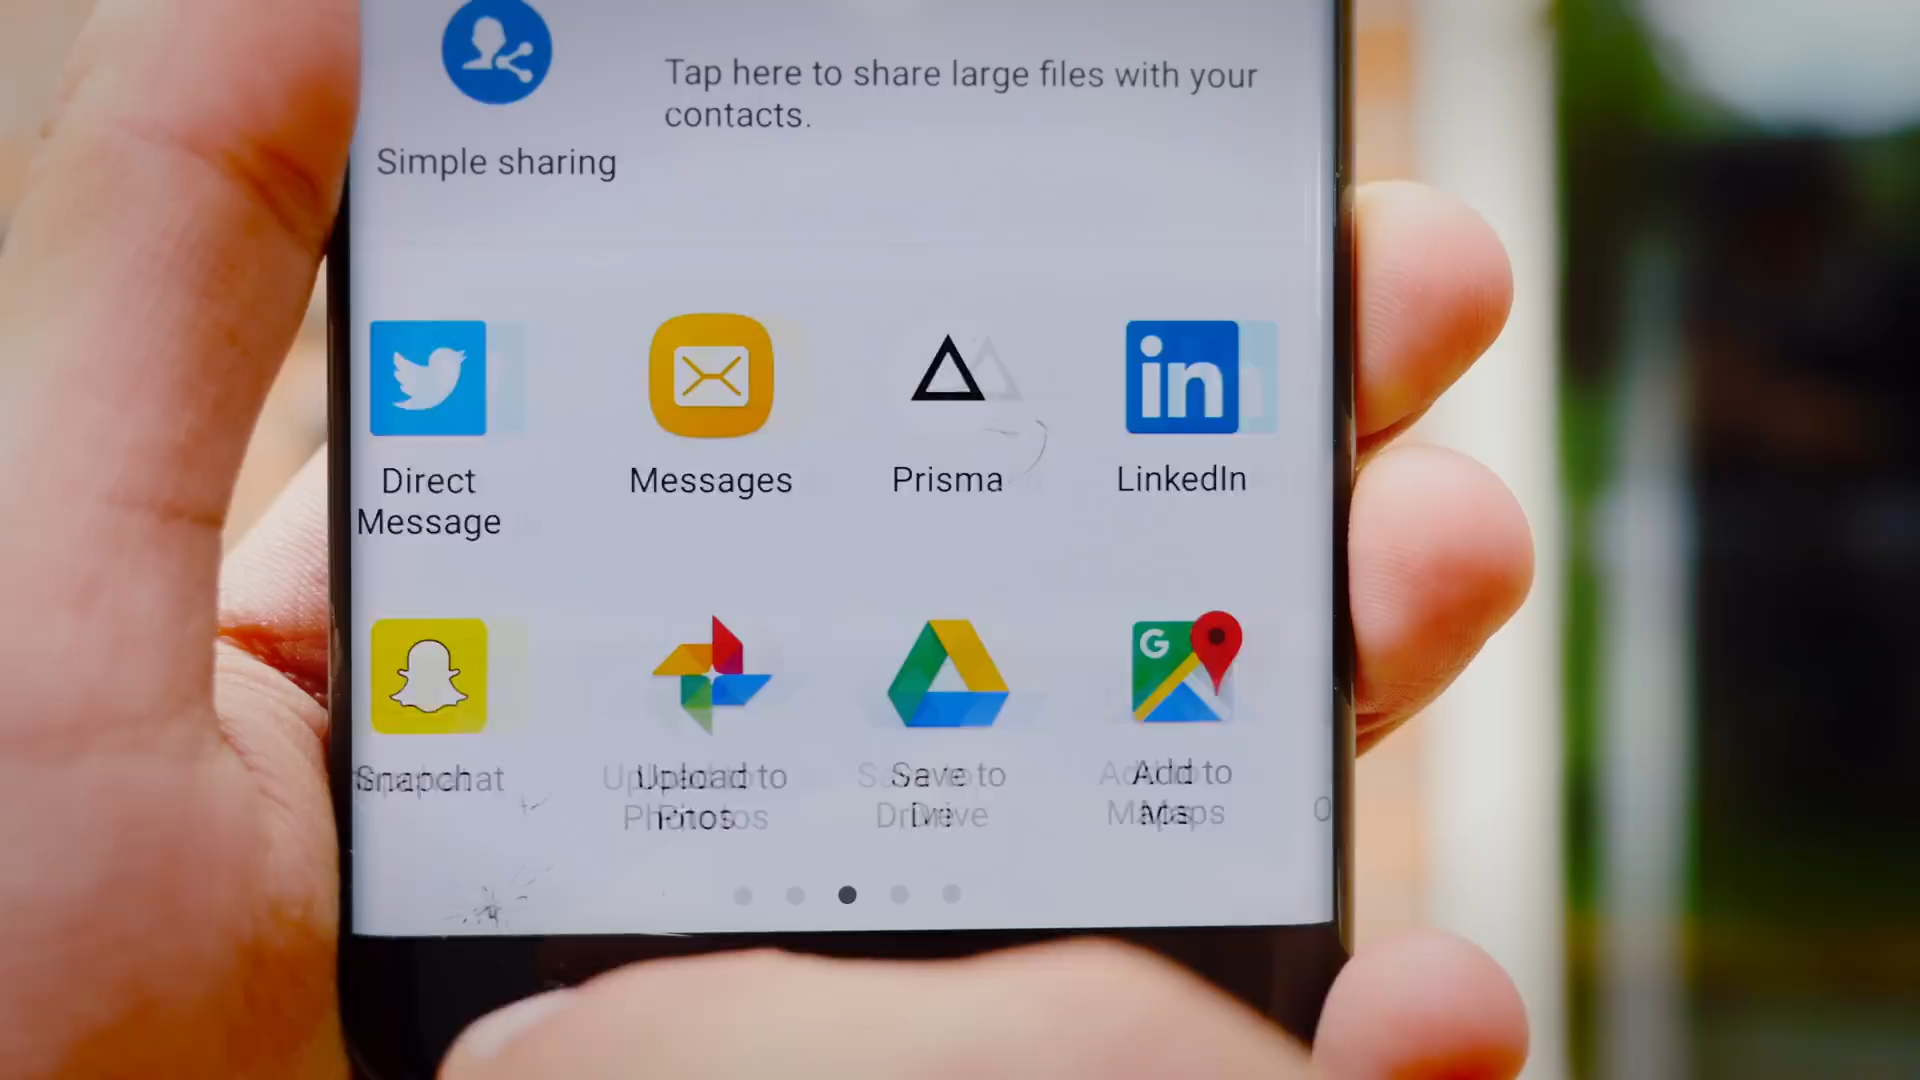 Tap here to share large files with your
contacts.
Simple sharing
Direct
Message
Messages
Prisma
in
LinkedIn
Snapchat
Upload to
Photos
Save to
Drive
G
Add to
Maps